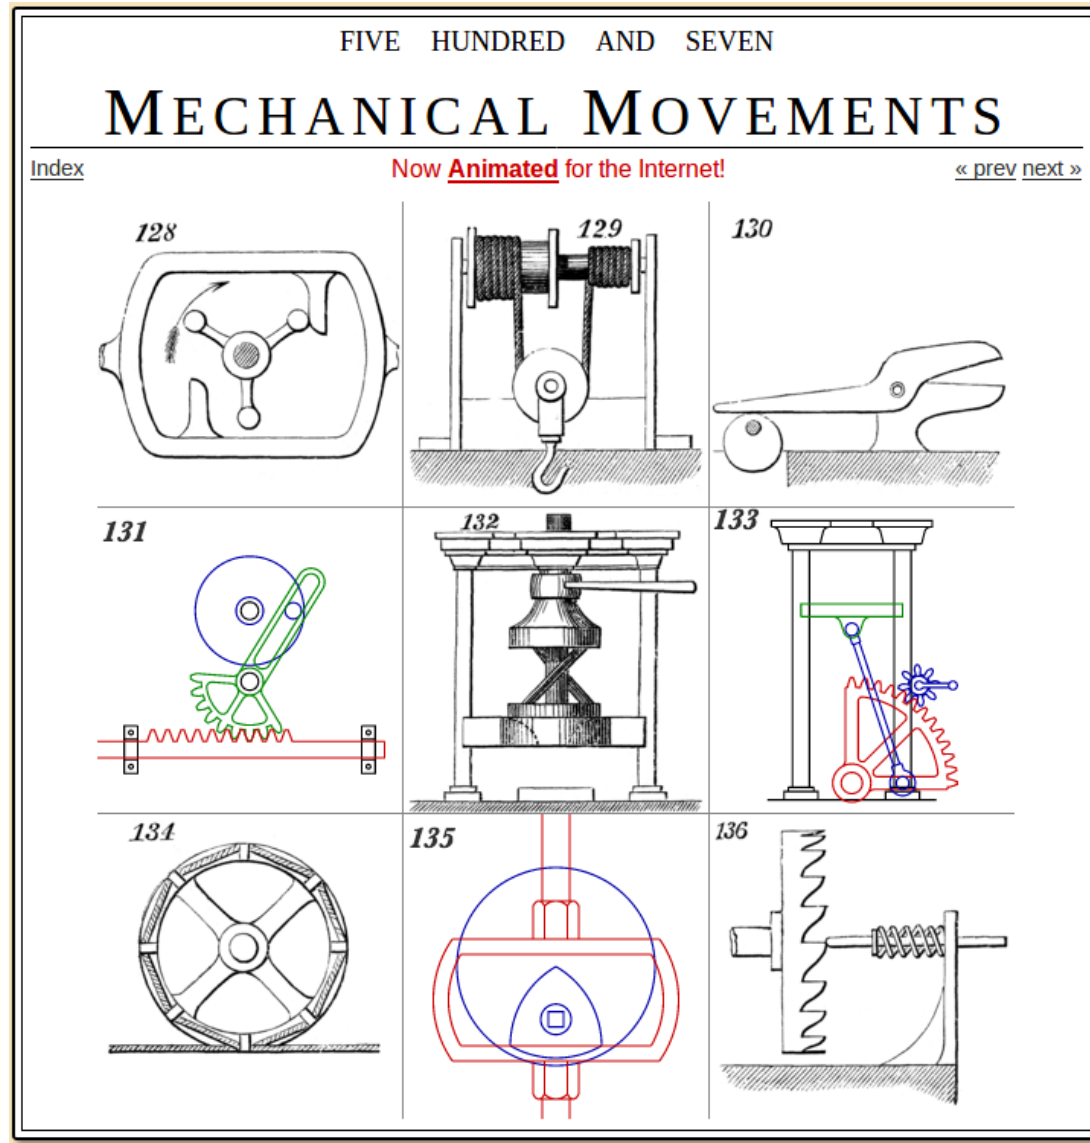 FIVE HUNDRED AND SEVEN
MECHANICAL MOVEMENTS
Index Now Animated for the Internet! « prev next »
128 129 130
131 132 133
134 135 136